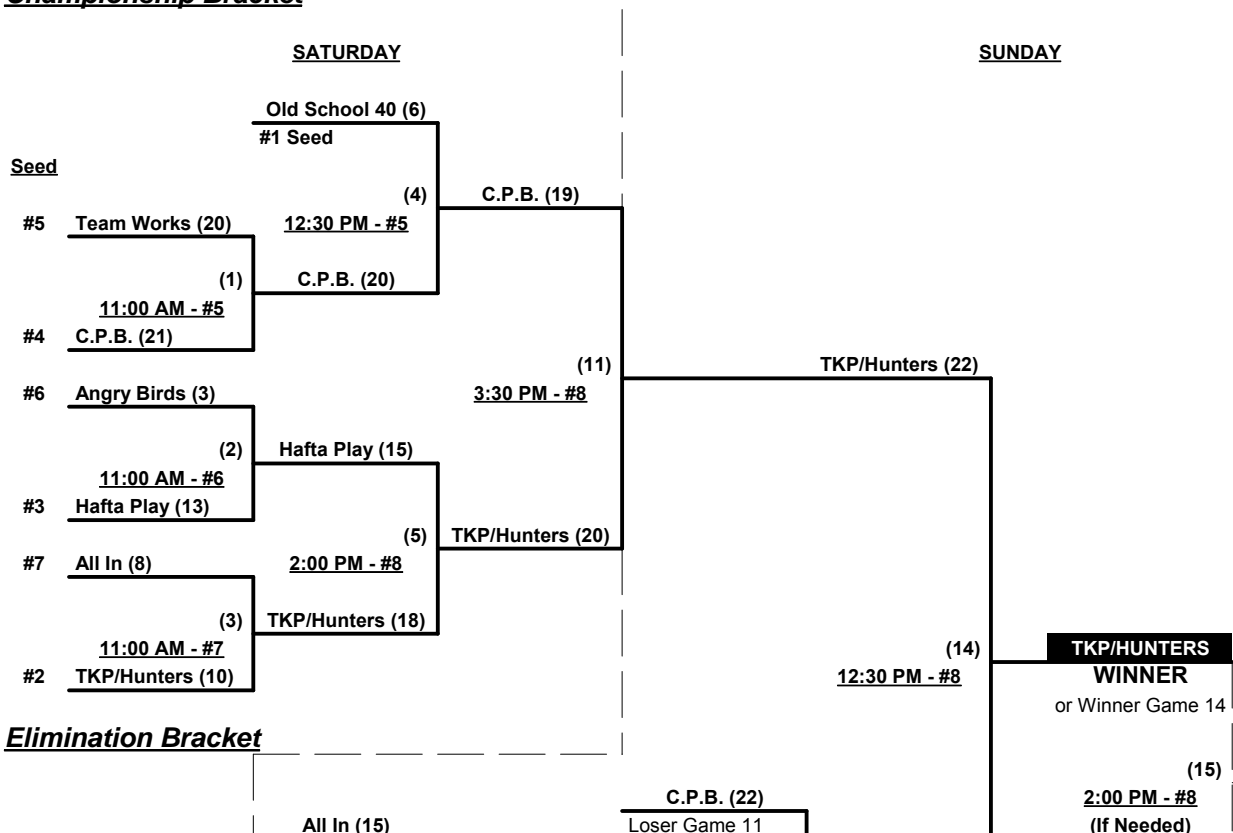 Championship Bracket
SATURDAY
SUNDAY
Old School 40 (6)
#1 Seed
Seed
(4)
C.P.B. (19)
#5 Team Works (20)
12:30 PM - #5
(1)
C.P.B. (20)
11:00 AM - #5
#4 C.P.B. (21)
(11)
TKP/Hunters (22)
#6 Angry Birds (3)
3:30 PM - #8
(2)
Hafta Play (15)
11:00 AM - #6
#3 Hafta Play (13)
(5)
TKP/Hunters (20)
#7 All In (8)
2:00 PM - #8
(3)
TKP/Hunters (18)
11:00 AM - #7
(14)
TKP/HUNTERS
#2 TKP/Hunters (10)
12:30 PM - #8
WINNER
or Winner Game 14
Elimination Bracket
(15)
C.P.B. (22)
2:00 PM - #8
All In (15)
Loser Game 11
(If Needed)